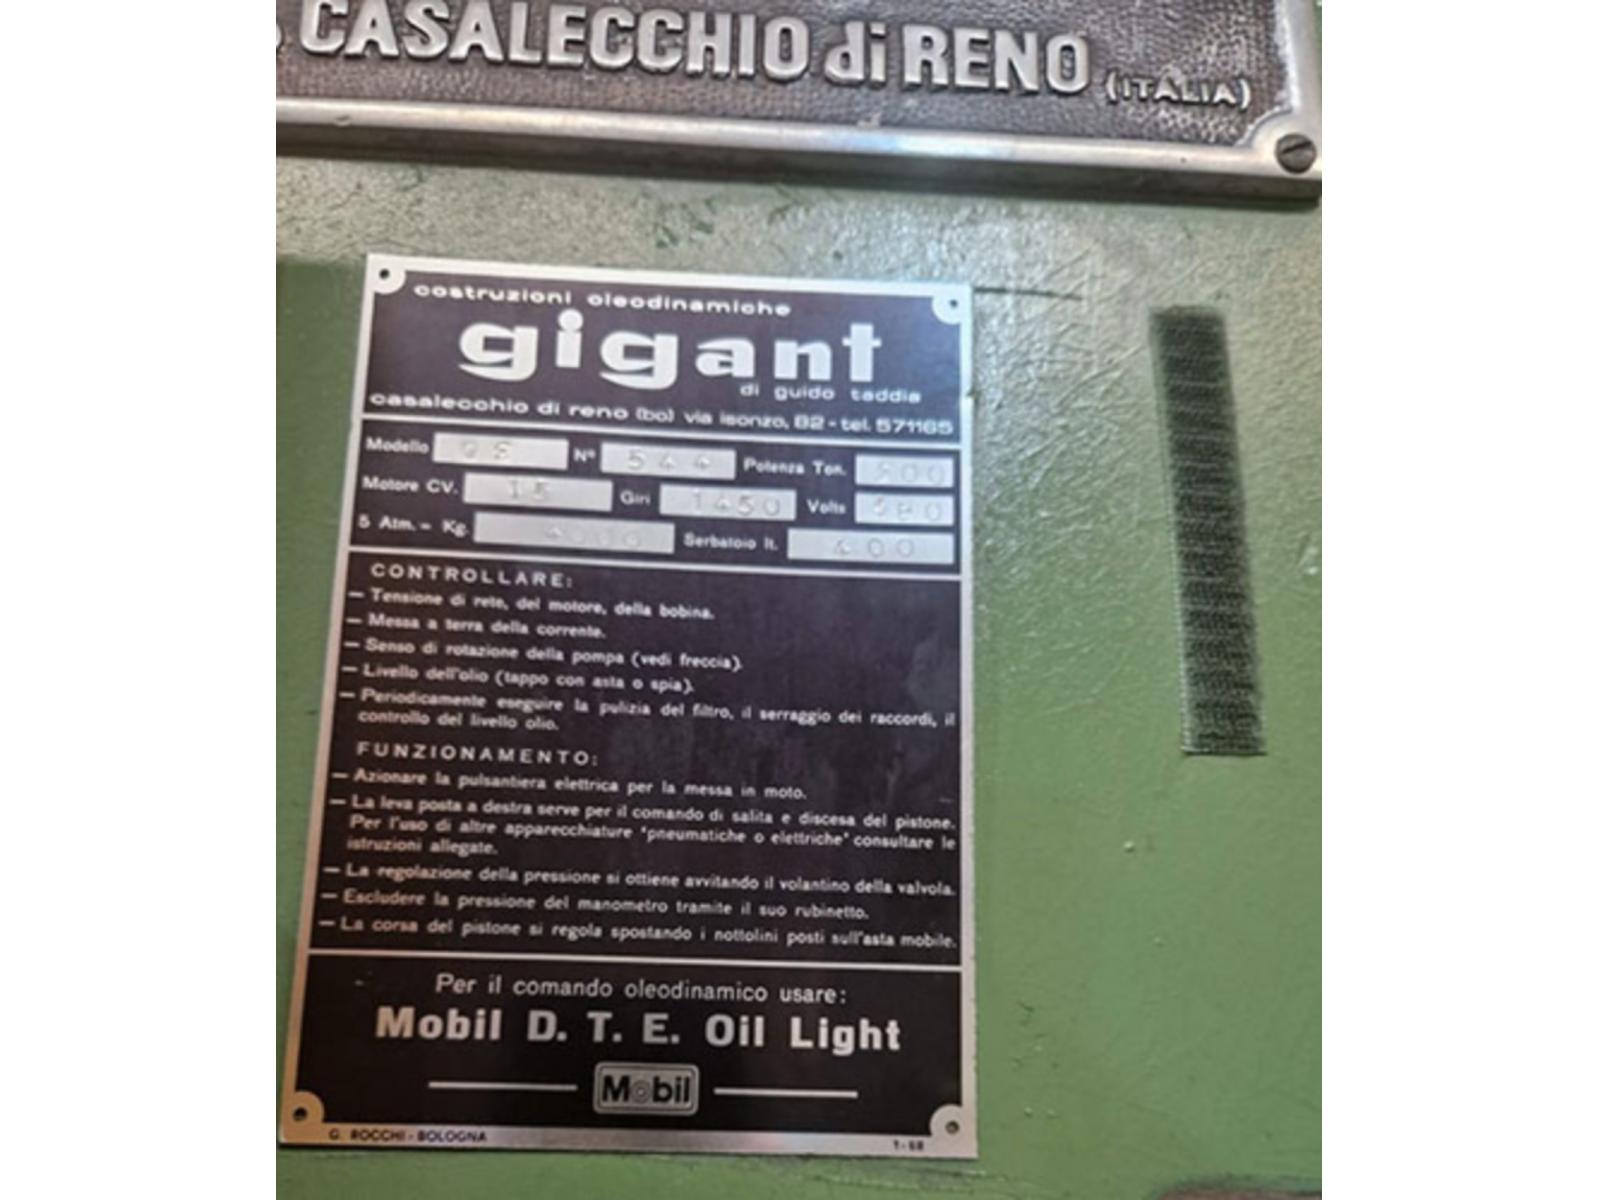 CASALECCHIO di RENO (ITALIA)
costruzioni oleodinamiche
gigant
di guido taddia
casalecchio di reno (bo) via isonzo, 82 - tel. 571165
Modello Nº 544 Potenza Ton.
Motore CV. 15 Giri 1450 Volts
5 Atm. = Kg. Serbatoio lt. 400
CONTROLLARE:
— Tensione di rete, del motore, della bobina.
— Messa a terra della corrente.
— Senso di rotazione della pompa (vedi freccia).
— Livello dell'olio (tappo con asta o spia).
— Periodicamente eseguire la pulizia del filtro, il serraggio dei raccordi, il
controllo del livello olio.
FUNZIONAMENTO:
— Azionare la pulsantiera elettrica per la messa in moto.
— La leva posta a destra serve per il comando di salita e discesa del pistone.
Per l'uso di altre apparecchiature "pneumatiche o elettriche" consultare le
istruzioni allegate.
— La regolazione della pressione si ottiene avvitando il volantino della valvola.
— Escludere la pressione del manometro tramite il suo rubinetto.
— La corsa del pistone si regola spostando i nottolini posti sull'asta mobile.
Per il comando oleodinamico usare:
Mobil D. T. E. Oil Light
Mobil
G. ROCCHI - BOLOGNA 1-68